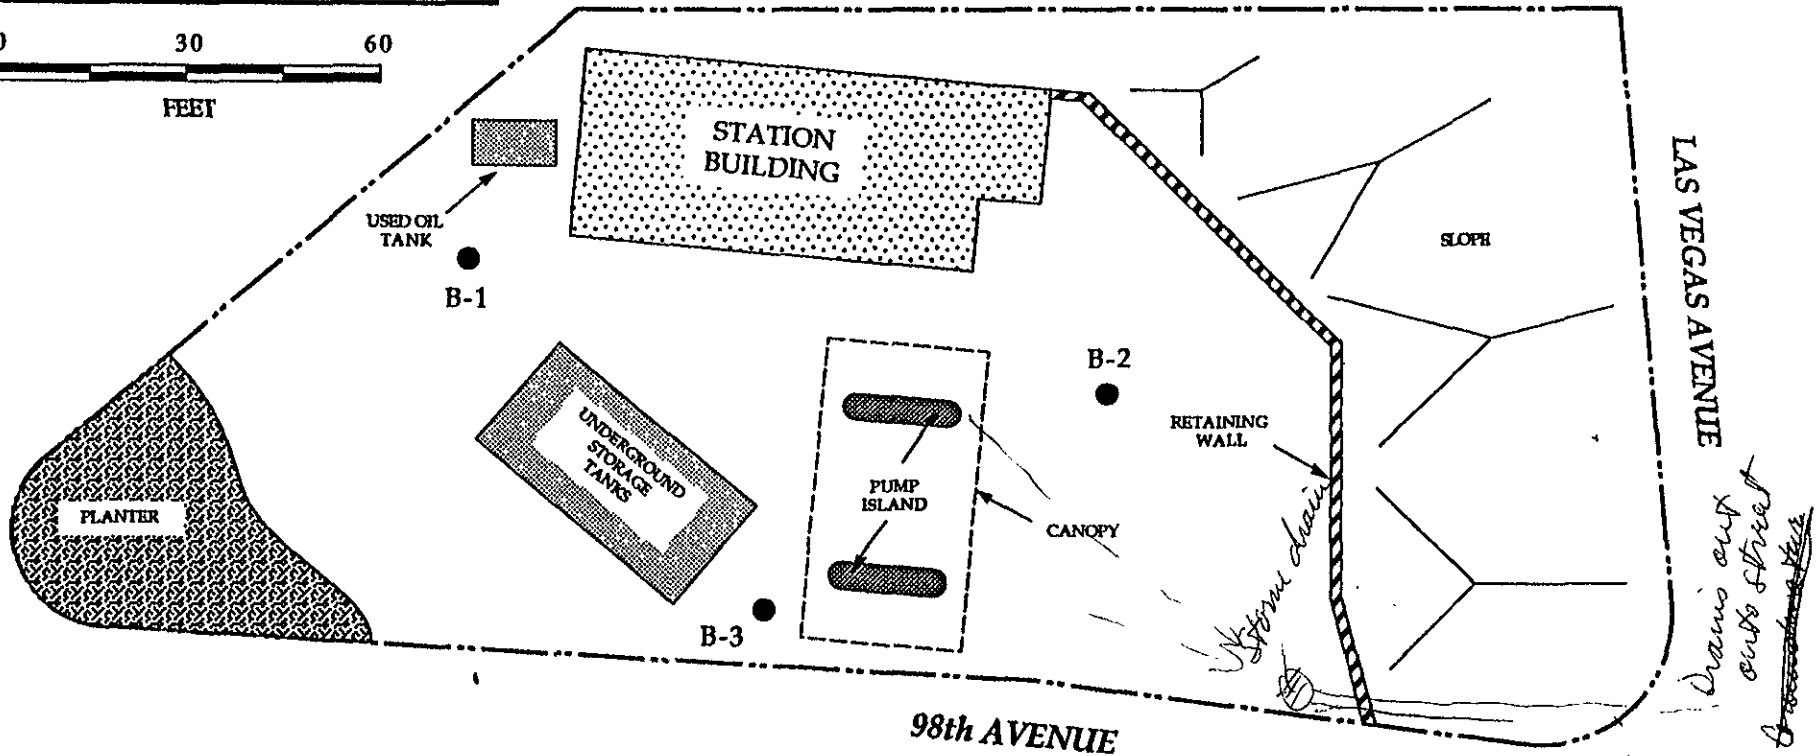 0 30 60
FEET
STATION
BUILDING
USED OIL
TANK
B-1
SLOPE
LAS VEGAS AVENUE
B-2
UNDERGROUND
STORAGE
TANKS
RETAINING
WALL
PUMP
ISLAND
PLANTER
CANOPY
Storm drain
Drains out
onto street
B-3
98th AVENUE